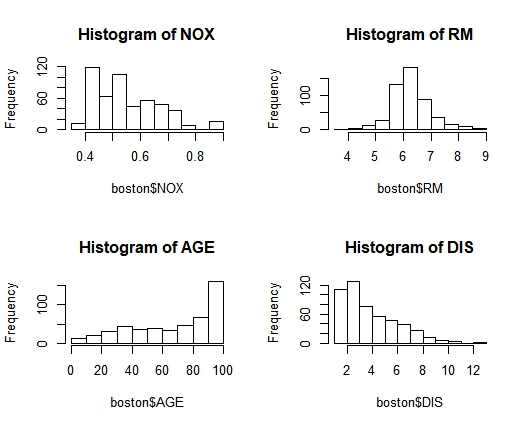 Histogram of NOX
Frequency
0 60 120
0.4 0.6 0.8
boston$NOX
Histogram of RM
Frequency
0 100
4 5 6 7 8 9
boston$RM
Histogram of AGE
Frequency
0 100
0 20 40 60 80 100
boston$AGE
Histogram of DIS
Frequency
0 60 120
2 4 6 8 10 12
boston$DIS